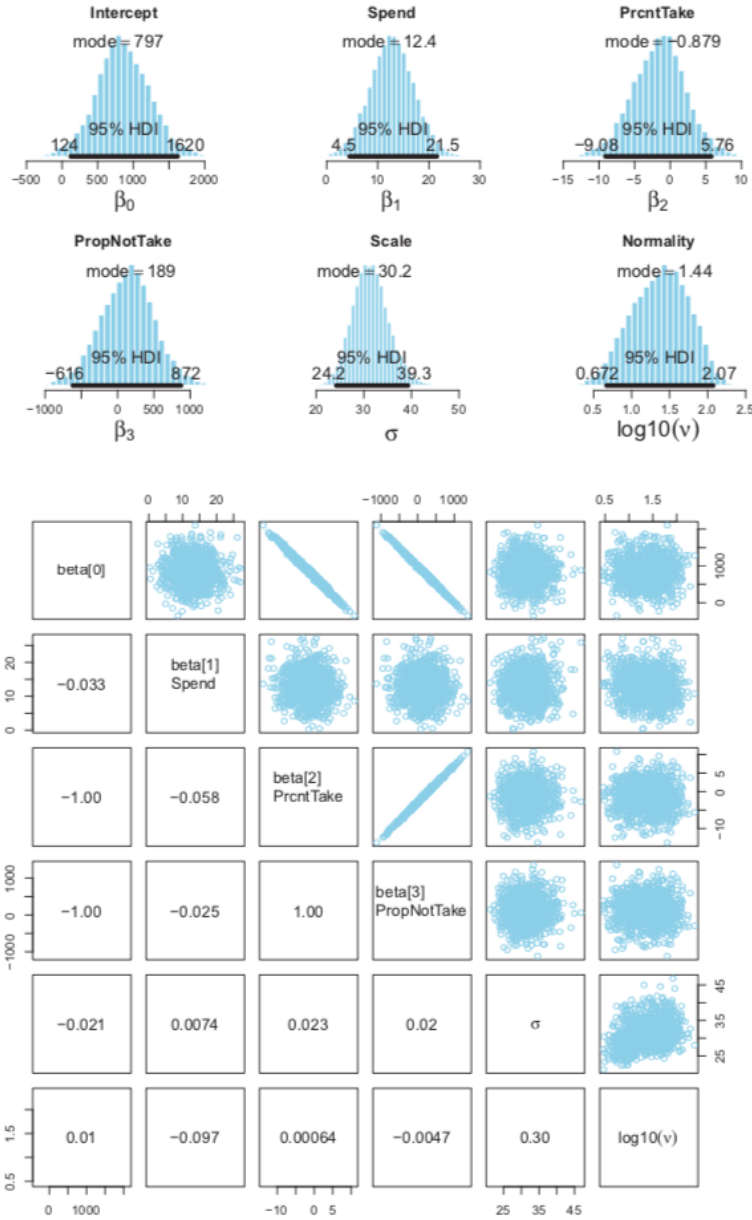 Intercept Spend PrcntTake
mode = 797 mode = 12.4 mode = −0.879
95% HDI 95% HDI 95% HDI
124 1620 4.5 21.5 −9.08 5.76
−500 0 500 1000 2000 0 10 20 30 −15 −10 −5 0 5 10
β0 β1 β2
PropNotTake Scale Normality
mode = 189 mode = 30.2 mode = 1.44
95% HDI 95% HDI 95% HDI
−616 872 24.2 39.3 0.672 2.07
−1000 0 500 1000 20 30 40 50 0.5 1.0 1.5 2.0 2.5
β3 σ log10(ν)
0 10 20 −1000 0 1000 0.5 1.5
beta[0] 0 1000
0 10 20 −0.033 beta[1]
Spend
−1.00 −0.058 beta[2]
PrcntTake −10 0 5
−1000 0 1000 −1.00 −0.025 1.00 beta[3]
PropNotTake
−0.021 0.0074 0.023 0.02 σ 25 35 45
0.5 1.5 0.01 −0.097 0.00064 −0.0047 0.30 log10(ν)
0 1000 −10 0 5 25 35 45